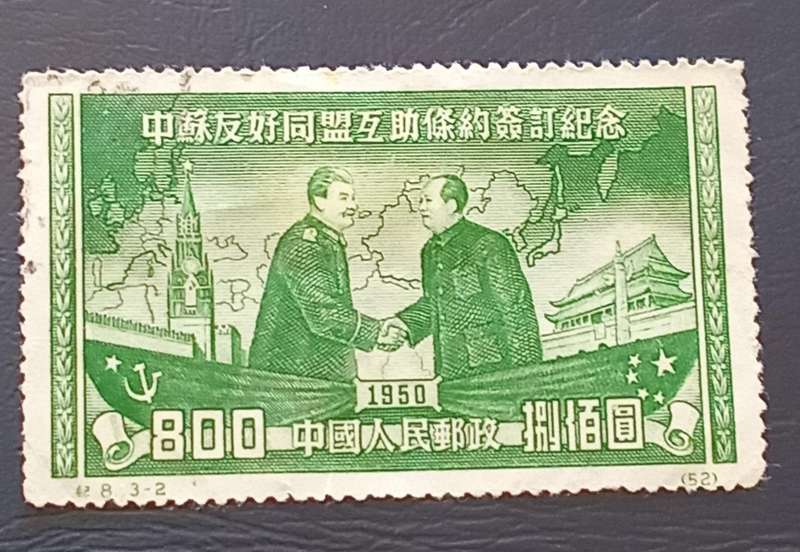 中蘇友好同盟互助條約簽訂紀念
1950
800 中國人民郵政 捌佰圓
紀 8. 3-2 (52)